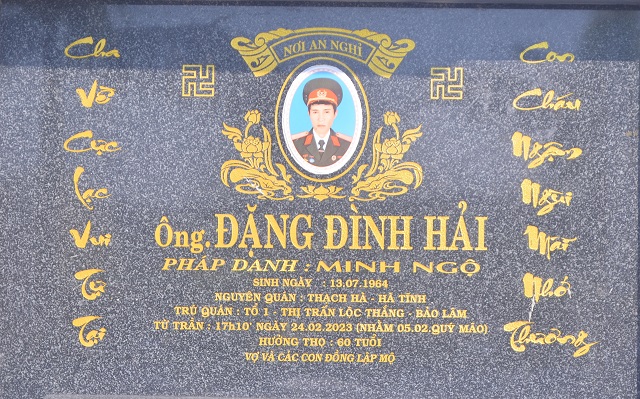 NƠI AN NGHỈ
Cha
Về
Cực
Lạc
Vui
Tự
Tại
Ông. ĐẶNG ĐÌNH HẢI
PHÁP DANH : MINH NGỘ
SINH NGÀY : 13.07.1964
NGUYÊN QUÁN : THẠCH HÀ - HÀ TĨNH
TRÚ QUÁN : TỔ 1 - THỊ TRẤN LỘC THẮNG - BẢO LÂM
TỪ TRẦN : 17h10' NGÀY 24.02.2023 (NHẰM 05.02.QUÝ MÃO)
HƯỞNG THỌ : 60 TUỔI
VỢ VÀ CÁC CON ĐỒNG LẬP MỘ
Con
Cháu
Ngậm
Ngùi
Mãi
Nhớ
Thương